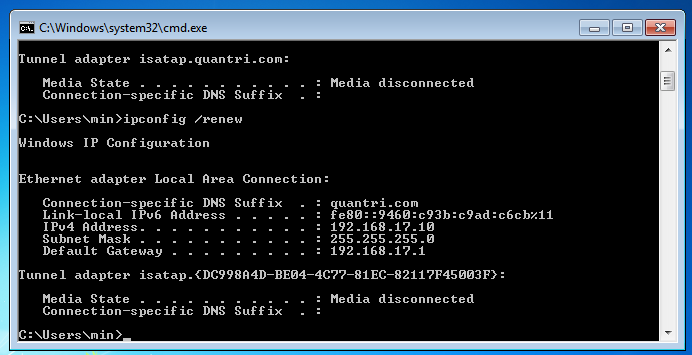 C:\Windows\system32\cmd.exe
Tunnel adapter isatap.quantri.com:
Media State . . . . . . . . . . . : Media disconnected
Connection-specific DNS Suffix  . :
C:\Users\min>ipconfig /renew
Windows IP Configuration
Ethernet adapter Local Area Connection:
Connection-specific DNS Suffix  . : quantri.com
Link-local IPv6 Address . . . . . : fe80::9460:c93b:c9ad:c6cb%11
IPv4 Address. . . . . . . . . . . : 192.168.17.10
Subnet Mask . . . . . . . . . . . : 255.255.255.0
Default Gateway . . . . . . . . . : 192.168.17.1
Tunnel adapter isatap.{DC998A4D-BE04-4C77-81EC-82117F45003F}:
Media State . . . . . . . . . . . : Media disconnected
Connection-specific DNS Suffix  . :
C:\Users\min>_